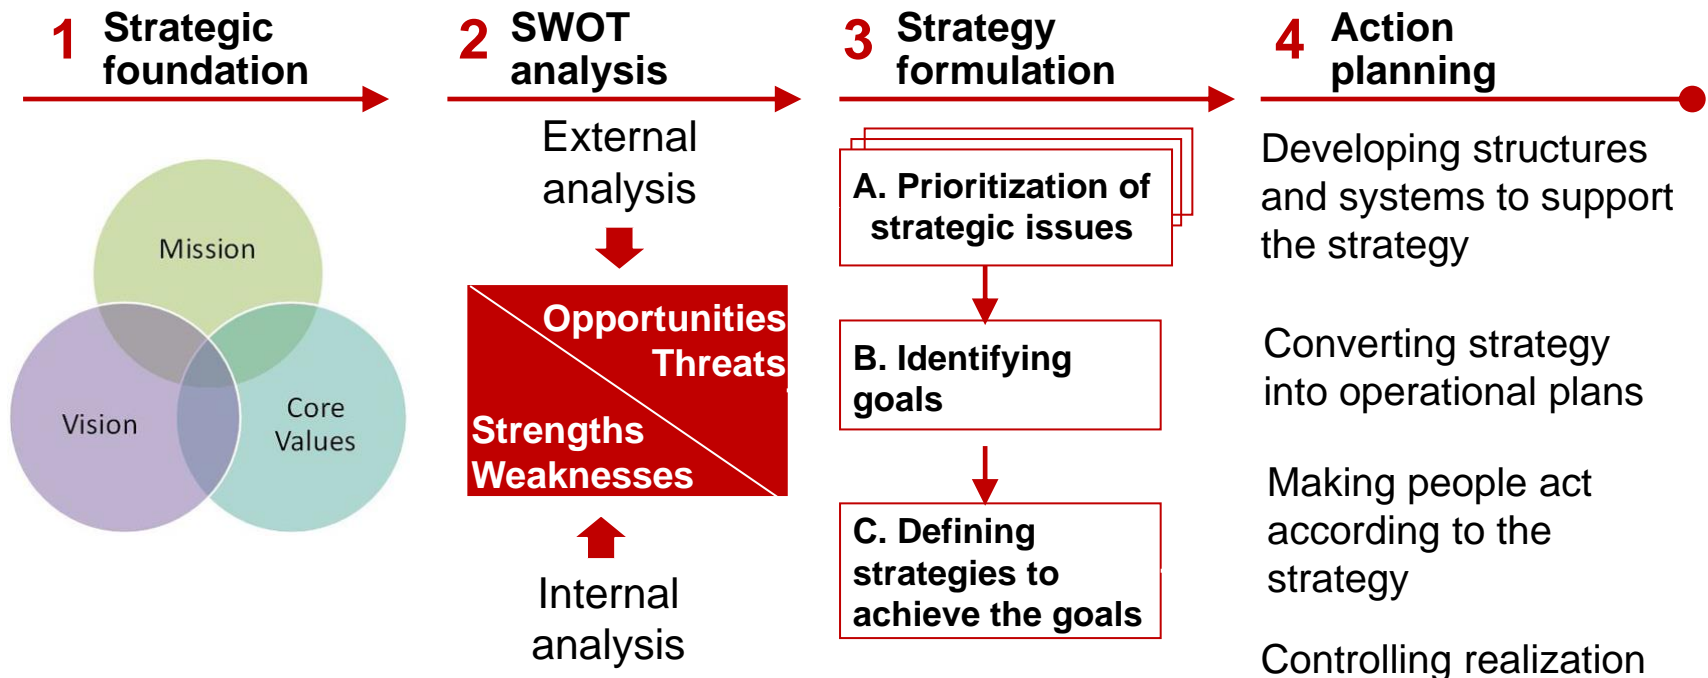 1 Strategic
foundation
Mission
Vision
Core
Values
2 SWOT
analysis
External
analysis
Opportunities
Threats
Strengths
Weaknesses
Internal
analysis
3 Strategy
formulation
A. Prioritization of
strategic issues
B. Identifying
goals
C. Defining
strategies to
achieve the goals
4 Action
planning
Developing structures
and systems to support
the strategy
Converting strategy
into operational plans
Making people act
according to the
strategy
Controlling realization